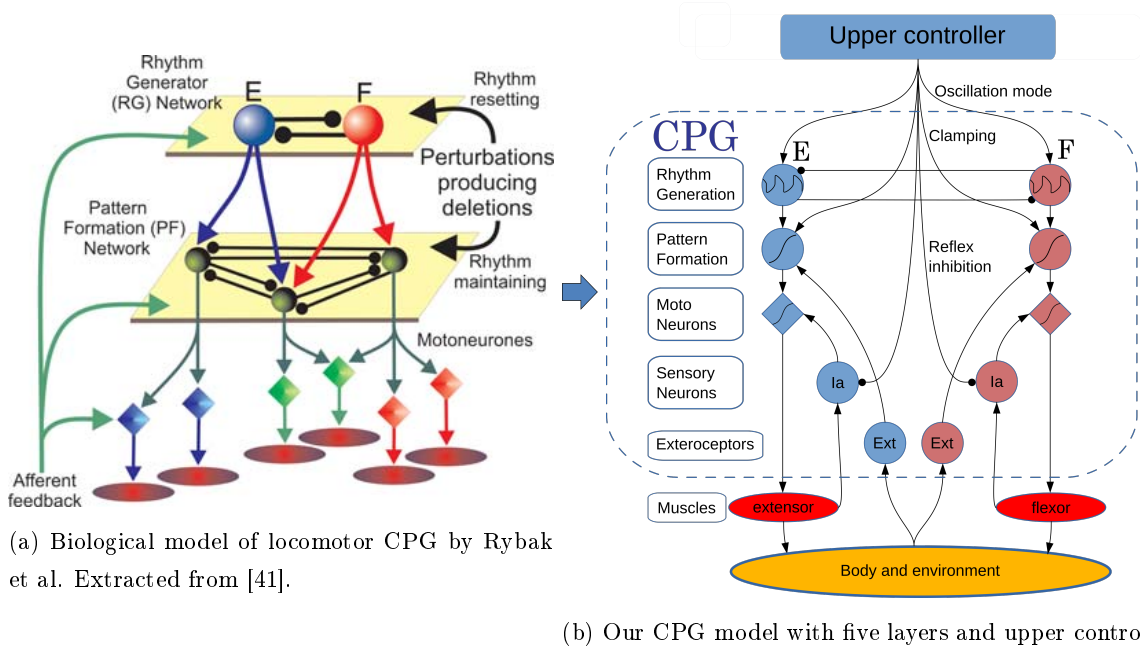 Rhythm
Generator
(RG) Network
E
F
Rhythm
resetting
Perturbations
producing
deletions
Pattern
Formation (PF)
Network
Rhythm
maintaining
Motoneurones
Afferent
feedback
(a) Biological model of locomotor CPG by Rybak
et al. Extracted from [41].
Upper controller
Oscillation mode
Clamping
CPG
E
F
Rhythm
Generation
Pattern
Formation
Reflex
inhibition
Moto
Neurons
Sensory
Neurons
Ia
Ia
Exteroceptors
Ext
Ext
Muscles
extensor
flexor
Body and environment
(b) Our CPG model with five layers and upper contro